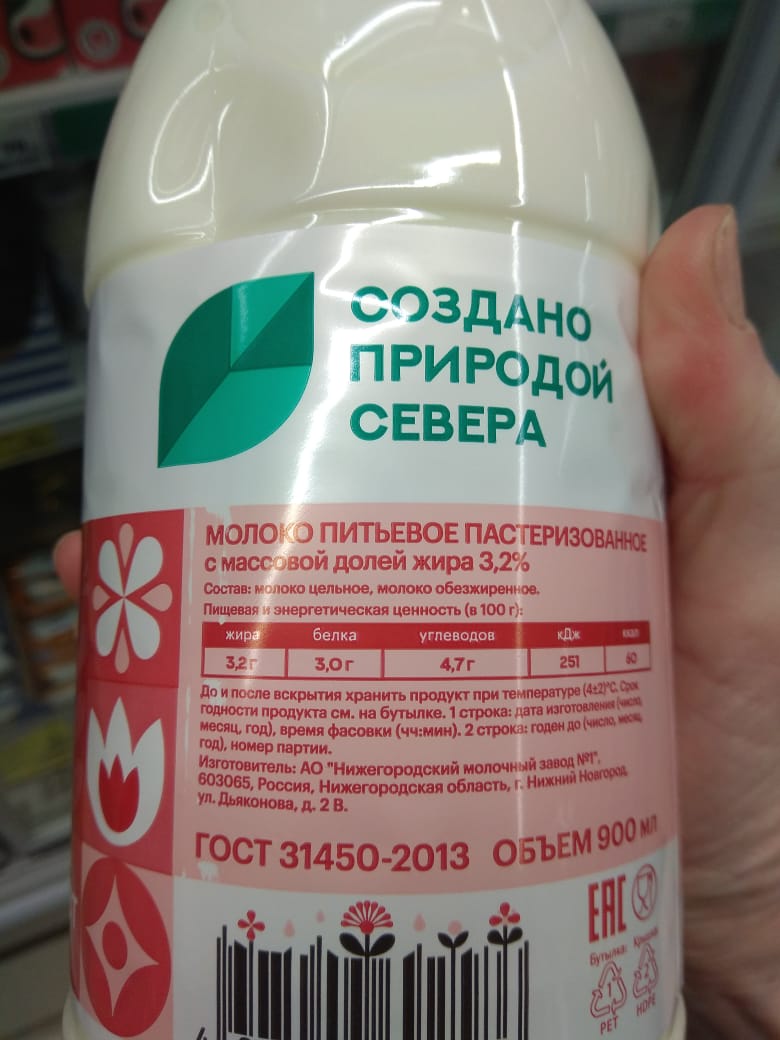 СОЗДАНО
ПРИРОДОЙ
СЕВЕРА
МОЛОКО ПИТЬЕВОЕ ПАСТЕРИЗОВАННОЕ
с массовой долей жира 3,2%
Состав: молоко цельное, молоко обезжиренное.
Пищевая и энергетическая ценность (в 100 г):
жира белка углеводов кДж ккал
3,2 г 3,0 г 4,7 г 251 60
До и после вскрытия хранить продукт при температуре (4±2)°С. Срок
годности продукта см. на бутылке. 1 строка: дата изготовления (число,
месяц, год), время фасовки (чч:мин). 2 строка: годен до (число, месяц,
год), номер партии.
Изготовитель: АО "Нижегородский молочный завод №1".
603065, Россия, Нижегородская область, г. Нижний Новгород,
ул. Дьяконова, д. 2 В.
ГОСТ 31450-2013 ОБЪЕМ 900 мл
ЕАС
Бутылка: Крышка:
1 2
PET HDPE